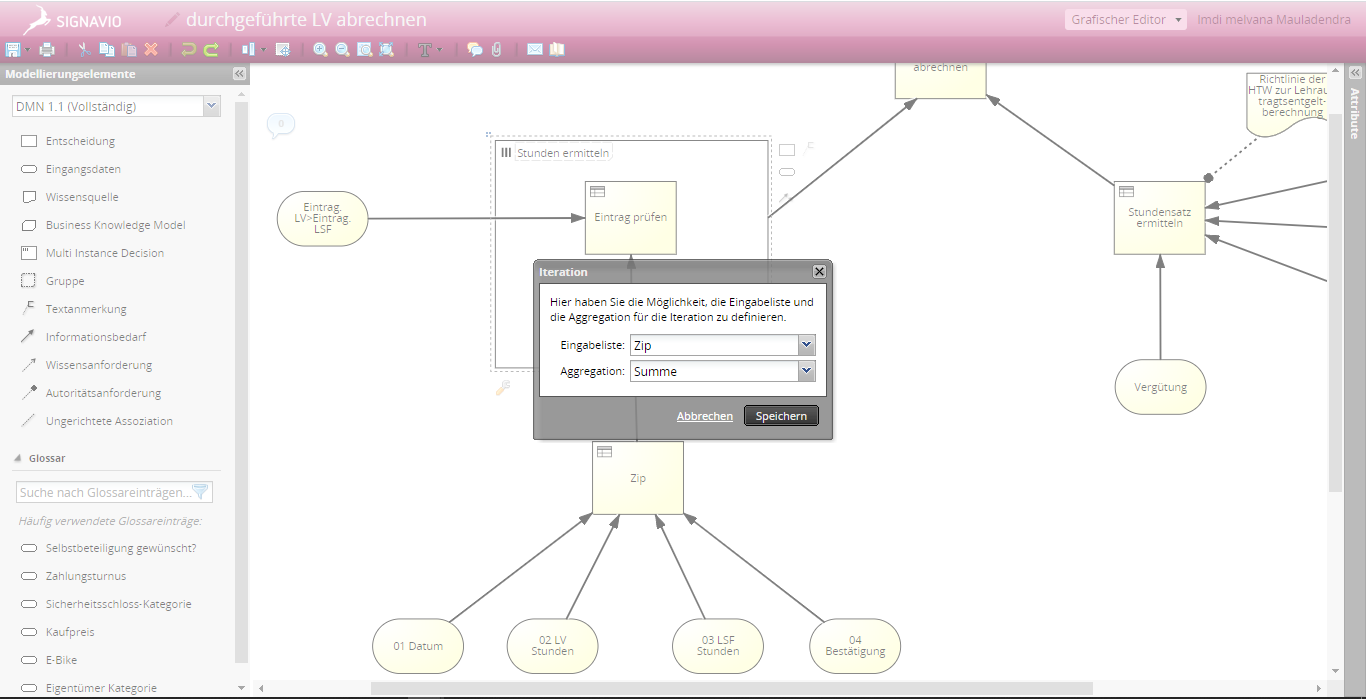 SIGNAVIO
durchgeführte LV abrechnen
Grafischer Editor
Imdi melvana Mauladendra
Modellierungselemente
DMN 1.1 (Vollständig)
Entscheidung
Eingangsdaten
Wissensquelle
Business Knowledge Model
Multi Instance Decision
Gruppe
Textanmerkung
Informationsbedarf
Wissensanforderung
Autoritätsanforderung
Ungerichtete Assoziation
Glossar
Suche nach Glossareinträgen...
Häufig verwendete Glossareinträge:
Selbstbeteiligung gewünscht?
Zahlungsturnus
Sicherheitsschloss-Kategorie
Kaufpreis
E-Bike
Eigentümer Kategorie
0
abrechnen
Richtlinie der
HTW zur Lehrau
tragtsentgelt-
berechnung
Attribute
Stunden ermitteln
Eintrag prüfen
Eintrag.
LV>Eintrag.
LSF
Stundensatz
ermitteln
Vergütung
Iteration
Hier haben Sie die Möglichkeit, die Eingabeliste und
die Aggregation für die Iteration zu definieren.
Eingabeliste: Zip
Aggregation: Summe
Abbrechen
Speichern
Zip
01 Datum
02 LV
Stunden
03 LSF
Stunden
04
Bestätigung